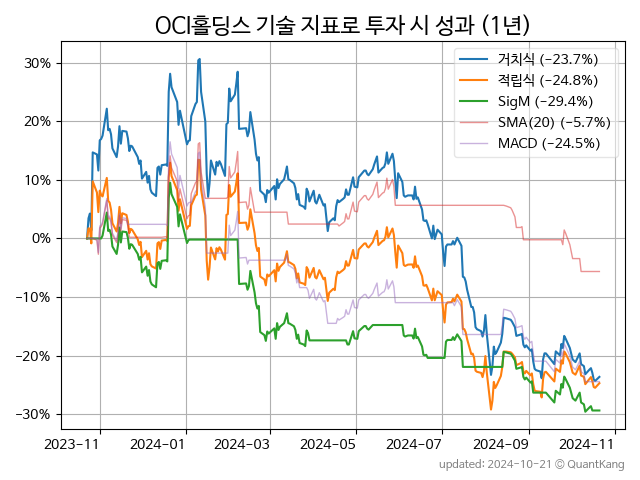 OCI홀딩스 기술 지표로 투자 시 성과 (1년)
거치식 (−23.7%)
적립식 (−24.8%)
SigM (−29.4%)
SMA(20) (−5.7%)
MACD (−24.5%)
30%
20%
10%
0%
−10%
−20%
−30%
2023-11 2024-01 2024-03 2024-05 2024-07 2024-09 2024-11
updated: 2024-10-21 © QuantKang